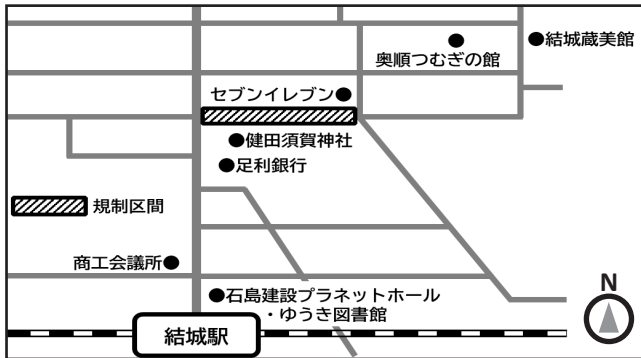 結城蔵美館
奥順つむぎの館
セブンイレブン
健田須賀神社
足利銀行
規制区間
商工会議所
石島建設プラネットホール
・ゆうき図書館
N
結城駅